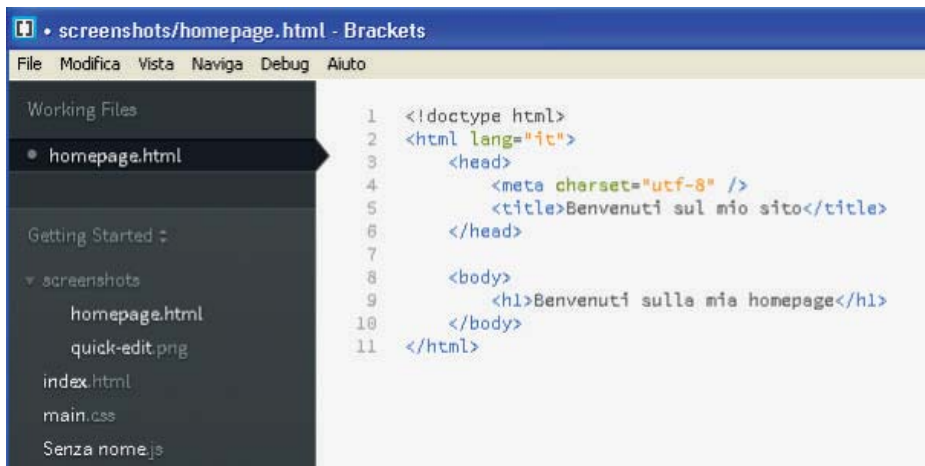 • screenshots/homepage.html - Brackets
File Modifica Vista Naviga Debug Aiuto
Working Files
homepage.html
Getting Started
screenshots
homepage.html
quick-edit.png
index.html
main.css
Senza nome.js
1 <!doctype html>
2 <html lang="it">
3 <head>
4 <meta charset="utf-8" />
5 <title>Benvenuti sul mio sito</title>
6 </head>
7
8 <body>
9 <h1>Benvenuti sulla mia homepage</h1>
10 </body>
11 </html>